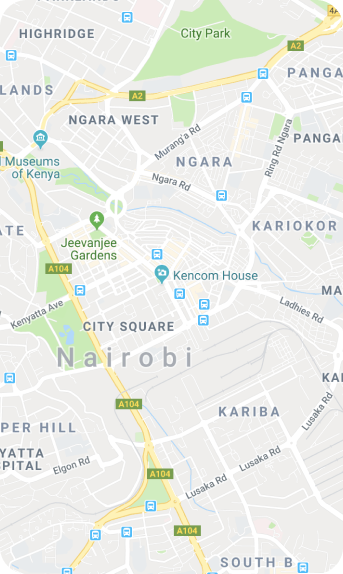 HIGHRIDGE
City Park
4A
A2
PANGA
LANDS
A2
NGARA WEST
Murang'a Rd
Ring Rd Ngara
PANGAN
l Museums
of Kenya
NGARA
Ngara Rd
KARIOKOR
ATE
Jeevanjee
Gardens
A104
Kencom House
MA
Kenyatta Ave
Ladhies Rd
CITY SQUARE
Nairobi
KA
A104
KARIBA
PER HILL
Lusaka Rd
YATTA
SPITAL
Elgon Rd
Lusaka Rd
A104
Lusaka Rd
A104
SOUTH B